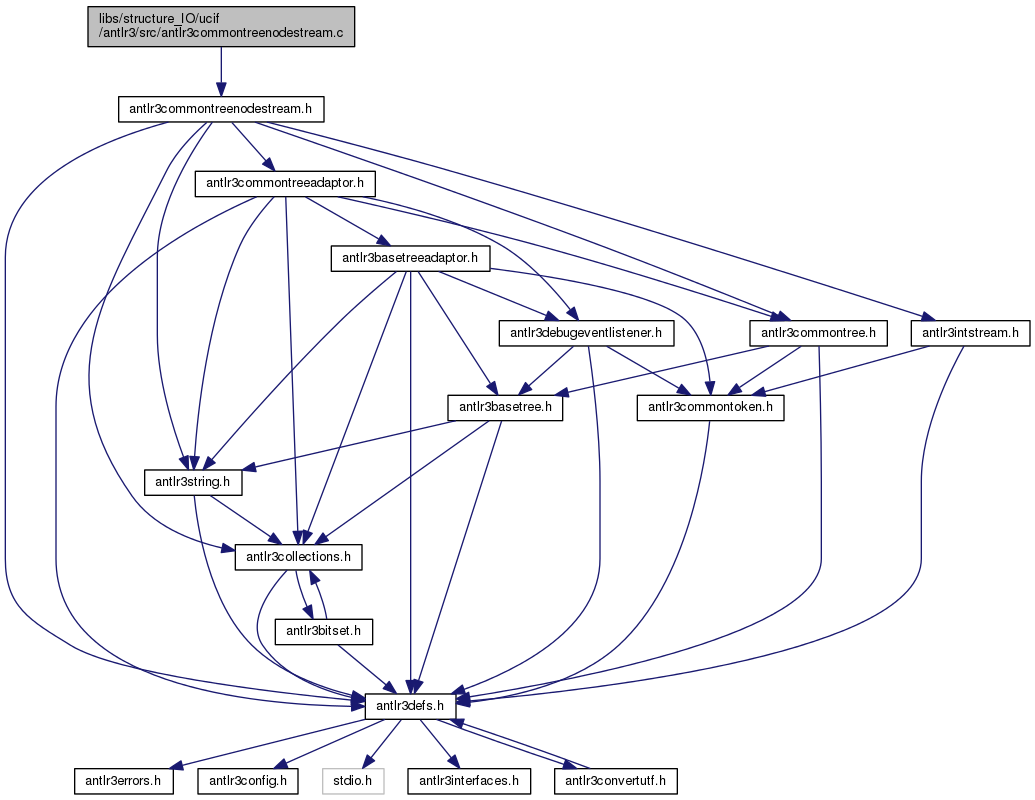 libs/structure_IO/ucif
/antlr3/src/antlr3commontreenodestream.c
antlr3commontreenodestream.h
antlr3commontreeadaptor.h
antlr3basetreeadaptor.h
antlr3debugeventlistener.h
antlr3commontree.h
antlr3intstream.h
antlr3basetree.h
antlr3commontoken.h
antlr3string.h
antlr3collections.h
antlr3bitset.h
antlr3defs.h
antlr3errors.h
antlr3config.h
stdio.h
antlr3interfaces.h
antlr3convertutf.h